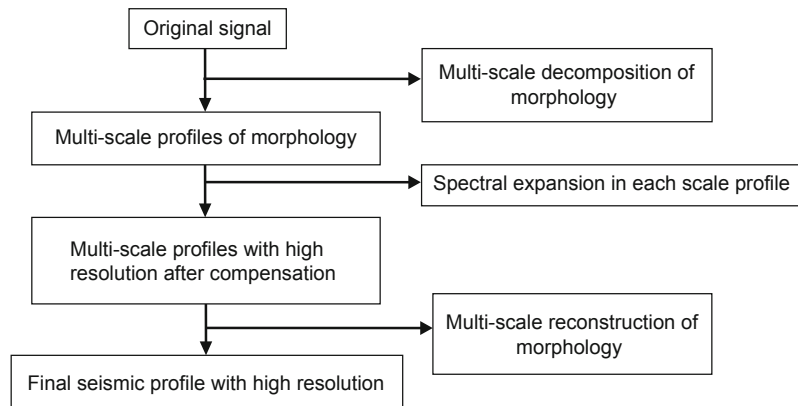 Original signal
Multi-scale decomposition of
morphology
Multi-scale profiles of morphology
Spectral expansion in each scale profile
Multi-scale profiles with high
resolution after compensation
Multi-scale reconstruction of
morphology
Final seismic profile with high resolution